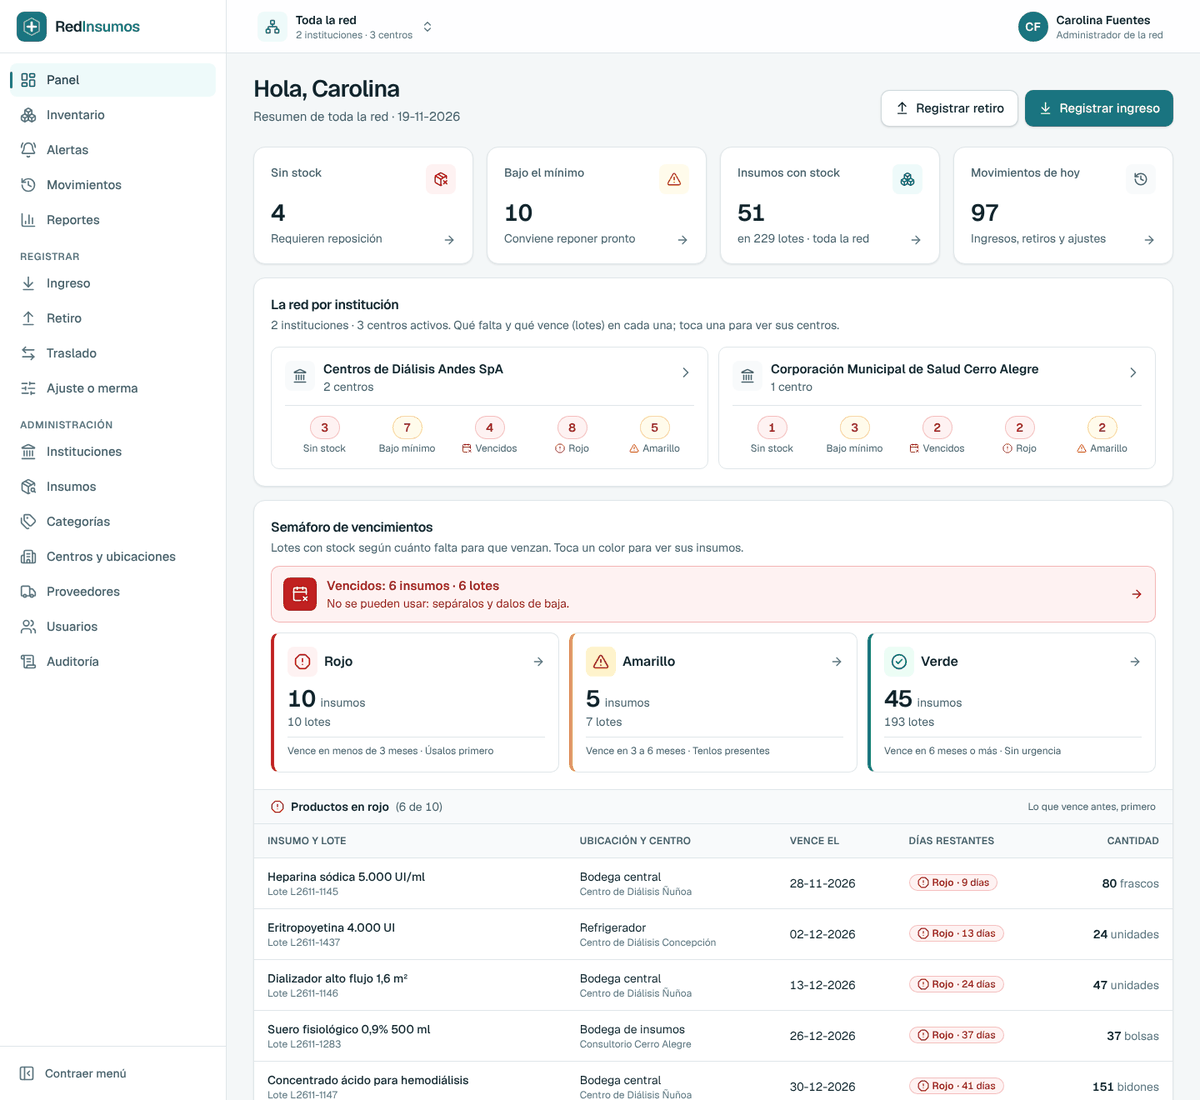 RedInsumos
Toda la red
2 instituciones · 3 centros
CF
Carolina Fuentes
Administrador de la red
Panel
Inventario
Alertas
Movimientos
Reportes
REGISTRAR
Ingreso
Retiro
Traslado
Ajuste o merma
ADMINISTRACIÓN
Instituciones
Insumos
Categorías
Centros y ubicaciones
Proveedores
Usuarios
Auditoría
Contraer menú
Hola, Carolina
Resumen de toda la red · 19-11-2026
Registrar retiro
Registrar ingreso
Sin stock
4
Requieren reposición
Bajo el mínimo
10
Conviene reponer pronto
Insumos con stock
51
en 229 lotes · toda la red
Movimientos de hoy
97
Ingresos, retiros y ajustes
La red por institución
2 instituciones · 3 centros activos. Qué falta y qué vence (lotes) en cada una; toca una para ver sus centros.
Centros de Diálisis Andes SpA
2 centros
3 7 4 8 5
Sin stock Bajo mínimo Vencidos Rojo Amarillo
Corporación Municipal de Salud Cerro Alegre
1 centro
1 3 2 2 2
Sin stock Bajo mínimo Vencidos Rojo Amarillo
Semáforo de vencimientos
Lotes con stock según cuánto falta para que venzan. Toca un color para ver sus insumos.
Vencidos: 6 insumos · 6 lotes
No se pueden usar: sepáralos y dalos de baja.
Rojo
10 insumos
10 lotes
Vence en menos de 3 meses · Úsalos primero
Amarillo
5 insumos
7 lotes
Vence en 3 a 6 meses · Tenlos presentes
Verde
45 insumos
193 lotes
Vence en 6 meses o más · Sin urgencia
Productos en rojo (6 de 10)
Lo que vence antes, primero
INSUMO Y LOTE UBICACIÓN Y CENTRO VENCE EL DÍAS RESTANTES CANTIDAD
Heparina sódica 5.000 UI/ml Bodega central 28-11-2026 Rojo · 9 días 80 frascos
Lote L2611-1145 Centro de Diálisis Ñuñoa
Eritropoyetina 4.000 UI Refrigerador 02-12-2026 Rojo · 13 días 24 unidades
Lote L2611-1437 Centro de Diálisis Concepción
Dializador alto flujo 1,6 m² Bodega central 13-12-2026 Rojo · 24 días 47 unidades
Lote L2611-1146 Centro de Diálisis Ñuñoa
Suero fisiológico 0,9% 500 ml Bodega de insumos 26-12-2026 Rojo · 37 días 37 bolsas
Lote L2611-1283 Consultorio Cerro Alegre
Concentrado ácido para hemodiálisis Bodega central 30-12-2026 Rojo · 41 días 151 bidones
Lote L2611-1147 Centro de Diálisis Ñuñoa